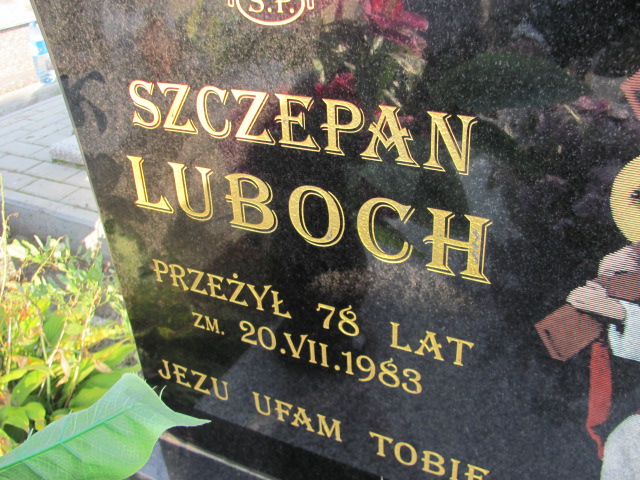 Ś.P.
SZCZEPAN
LUBOCH
PRZEŻYŁ 78 LAT
ZM. 20.VII.1983
JEZU UFAM TOBIE